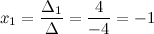 x₁ = Δ₁/Δ = 4/−4 = −1